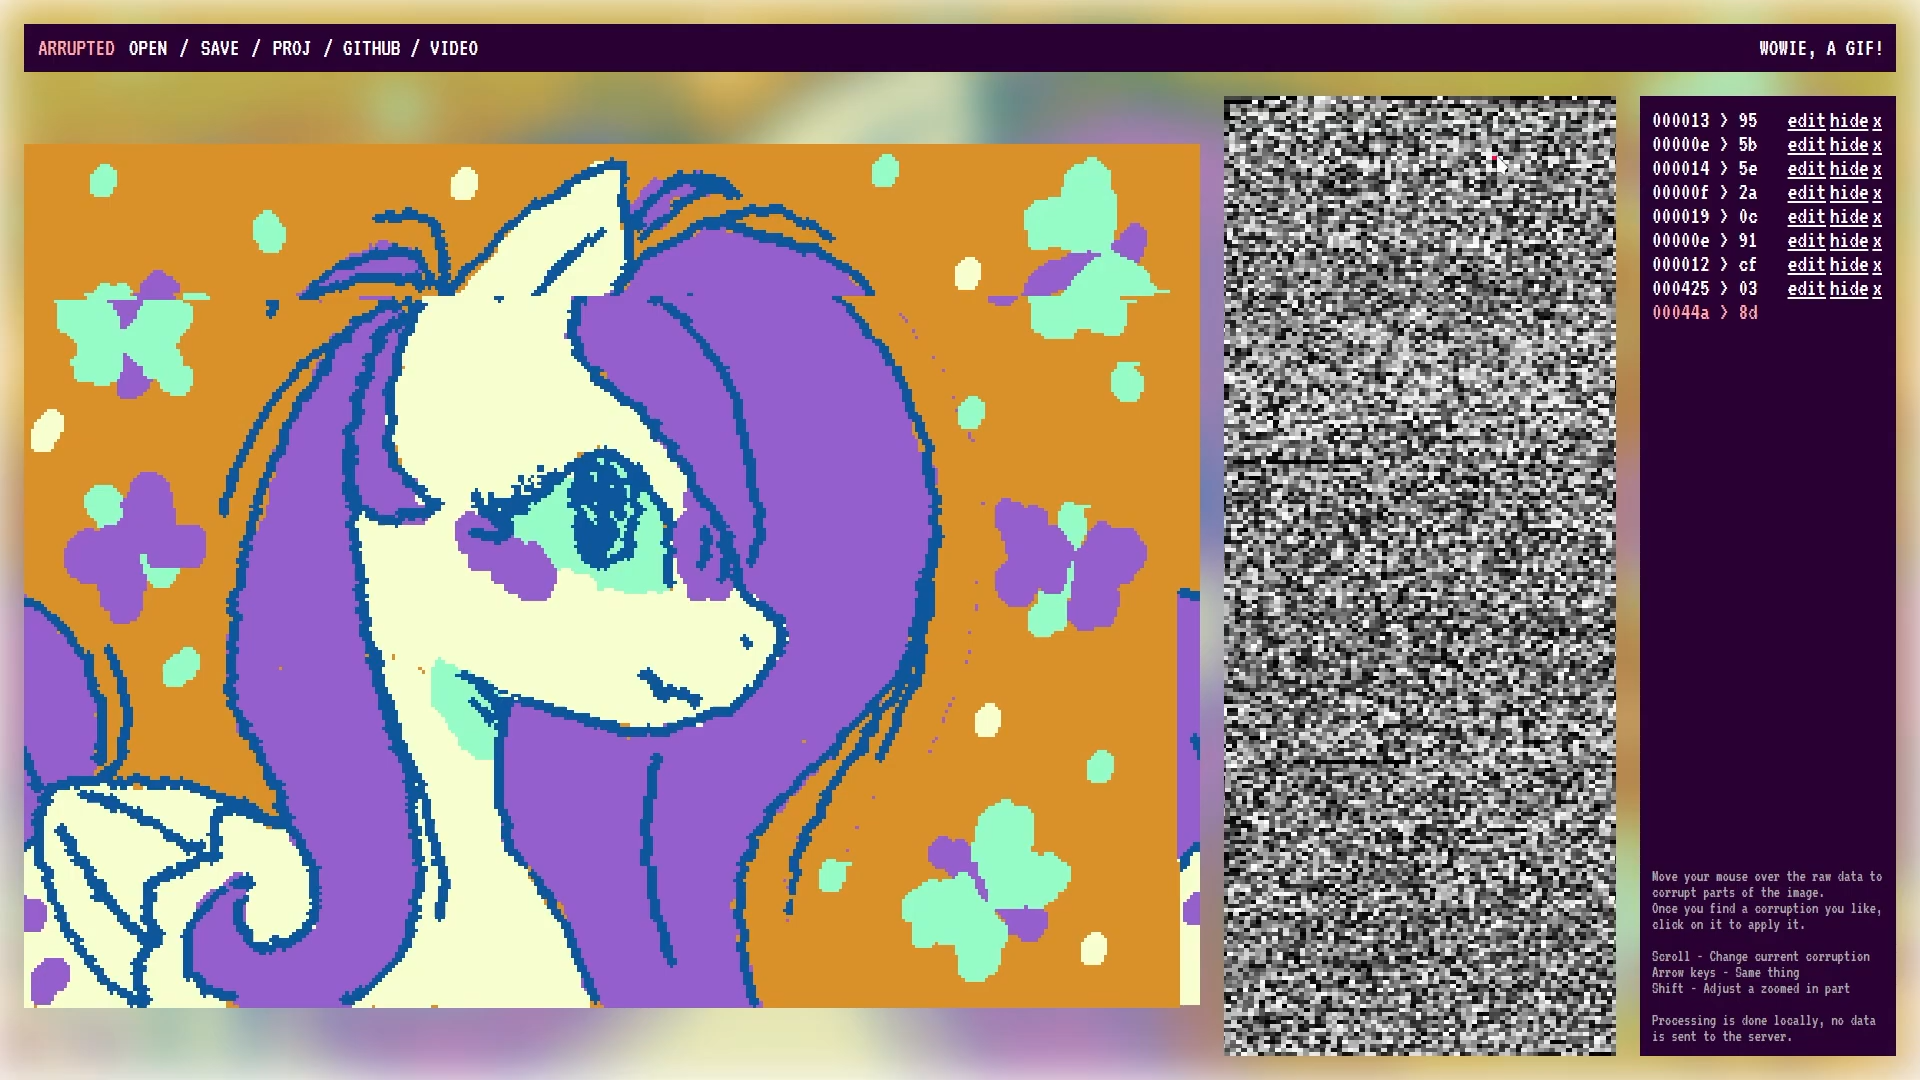 ARRUPTED OPEN / SAVE / PROJ / GITHUB / VIDEO
WOWIE, A GIF!
000013 > 95 edit hide x
00000e > 5b edit hide x
000014 > 5e edit hide x
00000f > 2a edit hide x
000019 > 0c edit hide x
00000e > 91 edit hide x
000012 > cf edit hide x
000425 > 03 edit hide x
00044a > 8d
Move your mouse over the raw data to
corrupt parts of the image.
Once you find a corruption you like,
click on it to apply it.
Scroll - Change current corruption
Arrow keys - Same thing
Shift - Adjust a zoomed in part
Processing is done locally, no data
is sent to the server.